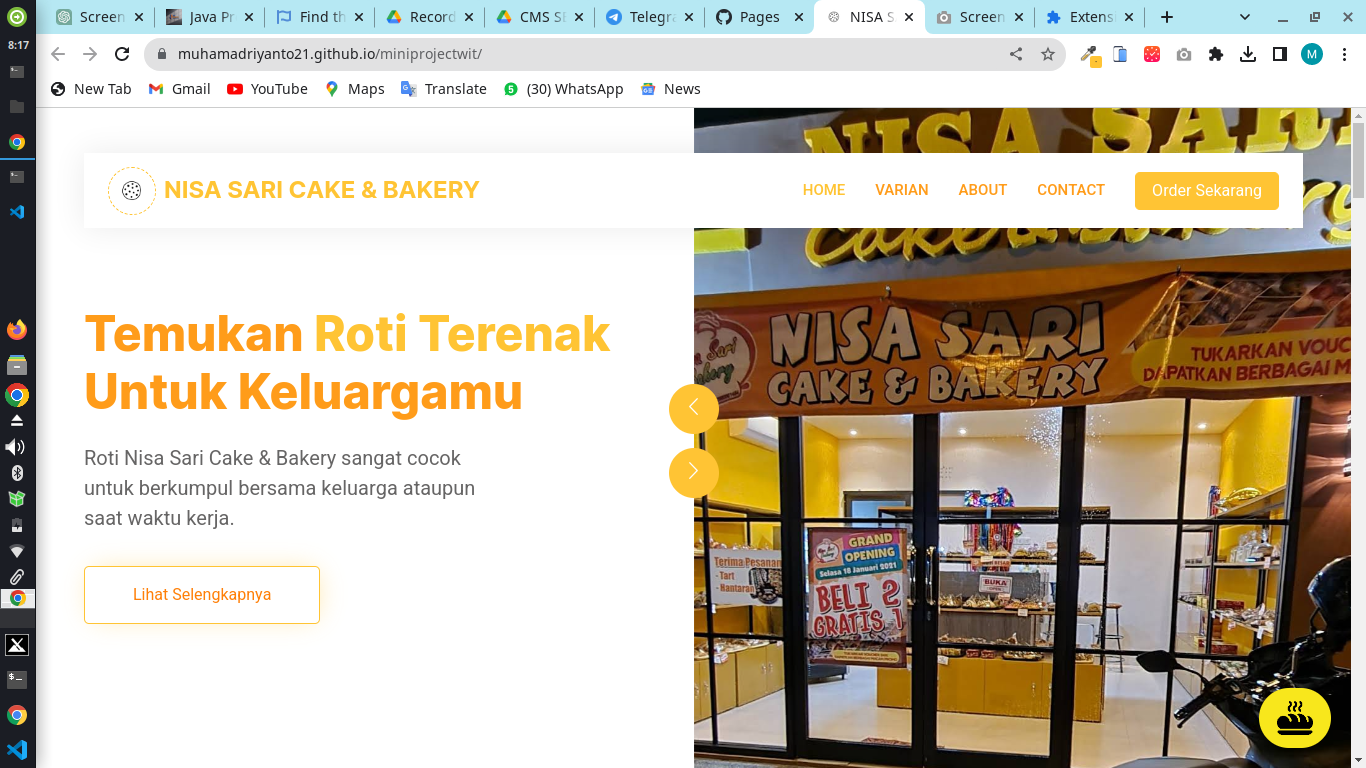 8:17
Screen
Java Pr
Find th
Record
CMS SE
Telegra
Pages
NISA S
Screen
Extensi
muhamadriyanto21.github.io/miniprojectwit/
M
New Tab
Gmail
YouTube
Maps
Translate
(30) WhatsApp
News
NISA SARI
NISA SARI CAKE & BAKERY
HOME
VARIAN
ABOUT
CONTACT
Order Sekarang
Cake & Bakery
Temukan Roti Terenak
Untuk Keluargamu
Roti Nisa Sari Cake & Bakery sangat cocok
untuk berkumpul bersama keluarga ataupun
saat waktu kerja.
Lihat Selengkapnya
NISA SARI
CAKE & BAKERY
TUKARKAN VOUC
DAPATKAN BERBAGAI M
Terima Pesanan
- Tart
- Hantaran
GRAND
OPENING
Selasa 18 Januari 2021
BELI 2
GRATIS 1
BUKA